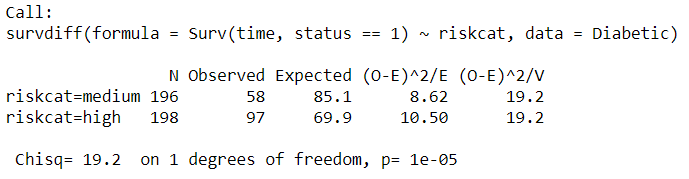 Call:
survdiff(formula = Surv(time, status == 1) ~ riskcat, data = Diabetic)

                 N Observed Expected (O-E)^2/E (O-E)^2/V
riskcat=medium 196       58     85.1      8.62      19.2
riskcat=high   198       97     69.9     10.50      19.2

 Chisq= 19.2  on 1 degrees of freedom, p= 1e-05